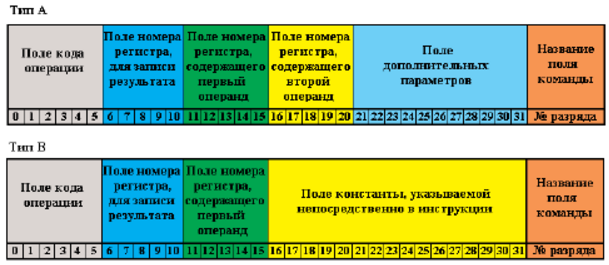 Тип А
Поле кода
операции
Поле номера
регистра,
для записи
результата
Поле номера
регистра,
содержащего
первый
операнд
Поле номера
регистра,
содержащего
второй
операнд
Поле
дополнительных
параметров
Название
поля
команды
0 1 2 3 4 5 6 7 8 9 10 11 12 13 14 15 16 17 18 19 20 21 22 23 24 25 26 27 28 29 30 31 № разряда
Тип В
Поле кода
операции
Поле номера
регистра,
для записи
результата
Поле номера
регистра,
содержащего
первый
операнд
Поле константы, указываемой
непосредственно в инструкции
Название
поля
команды
0 1 2 3 4 5 6 7 8 9 10 11 12 13 14 15 16 17 18 19 20 21 22 23 24 25 26 27 28 29 30 31 № разряда